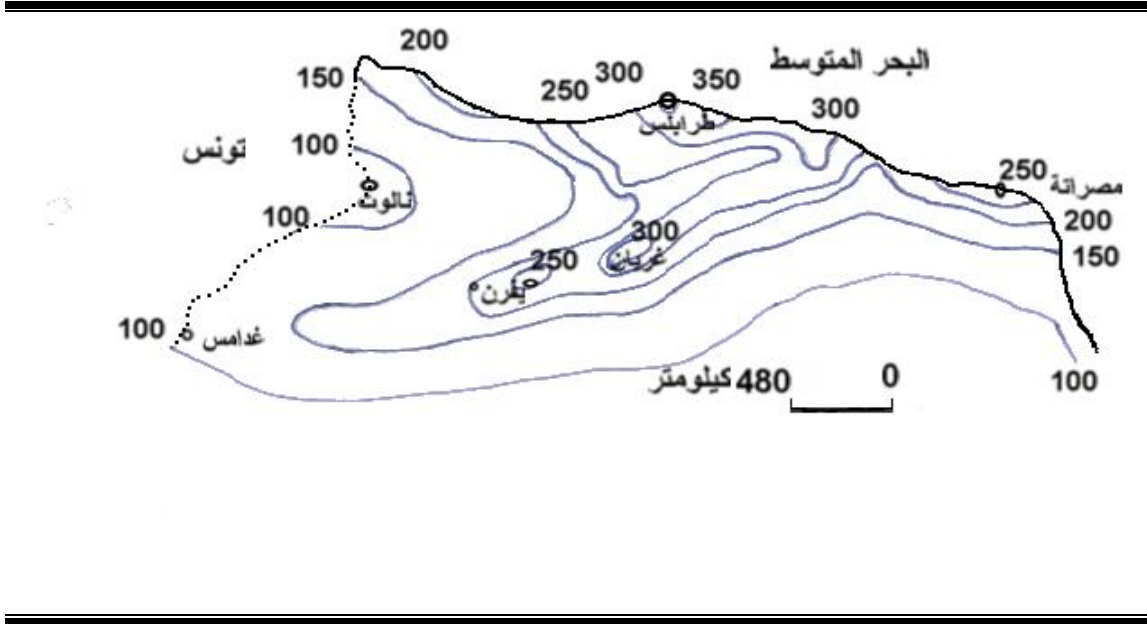 200
البحر المتوسط
150
250
300
350
300
طرابلس
تونس
100
نالوت
250
مصراتة
100
200
300
غريان
150
250
يفرن
100
غدامس
0
480 كيلومتر
100